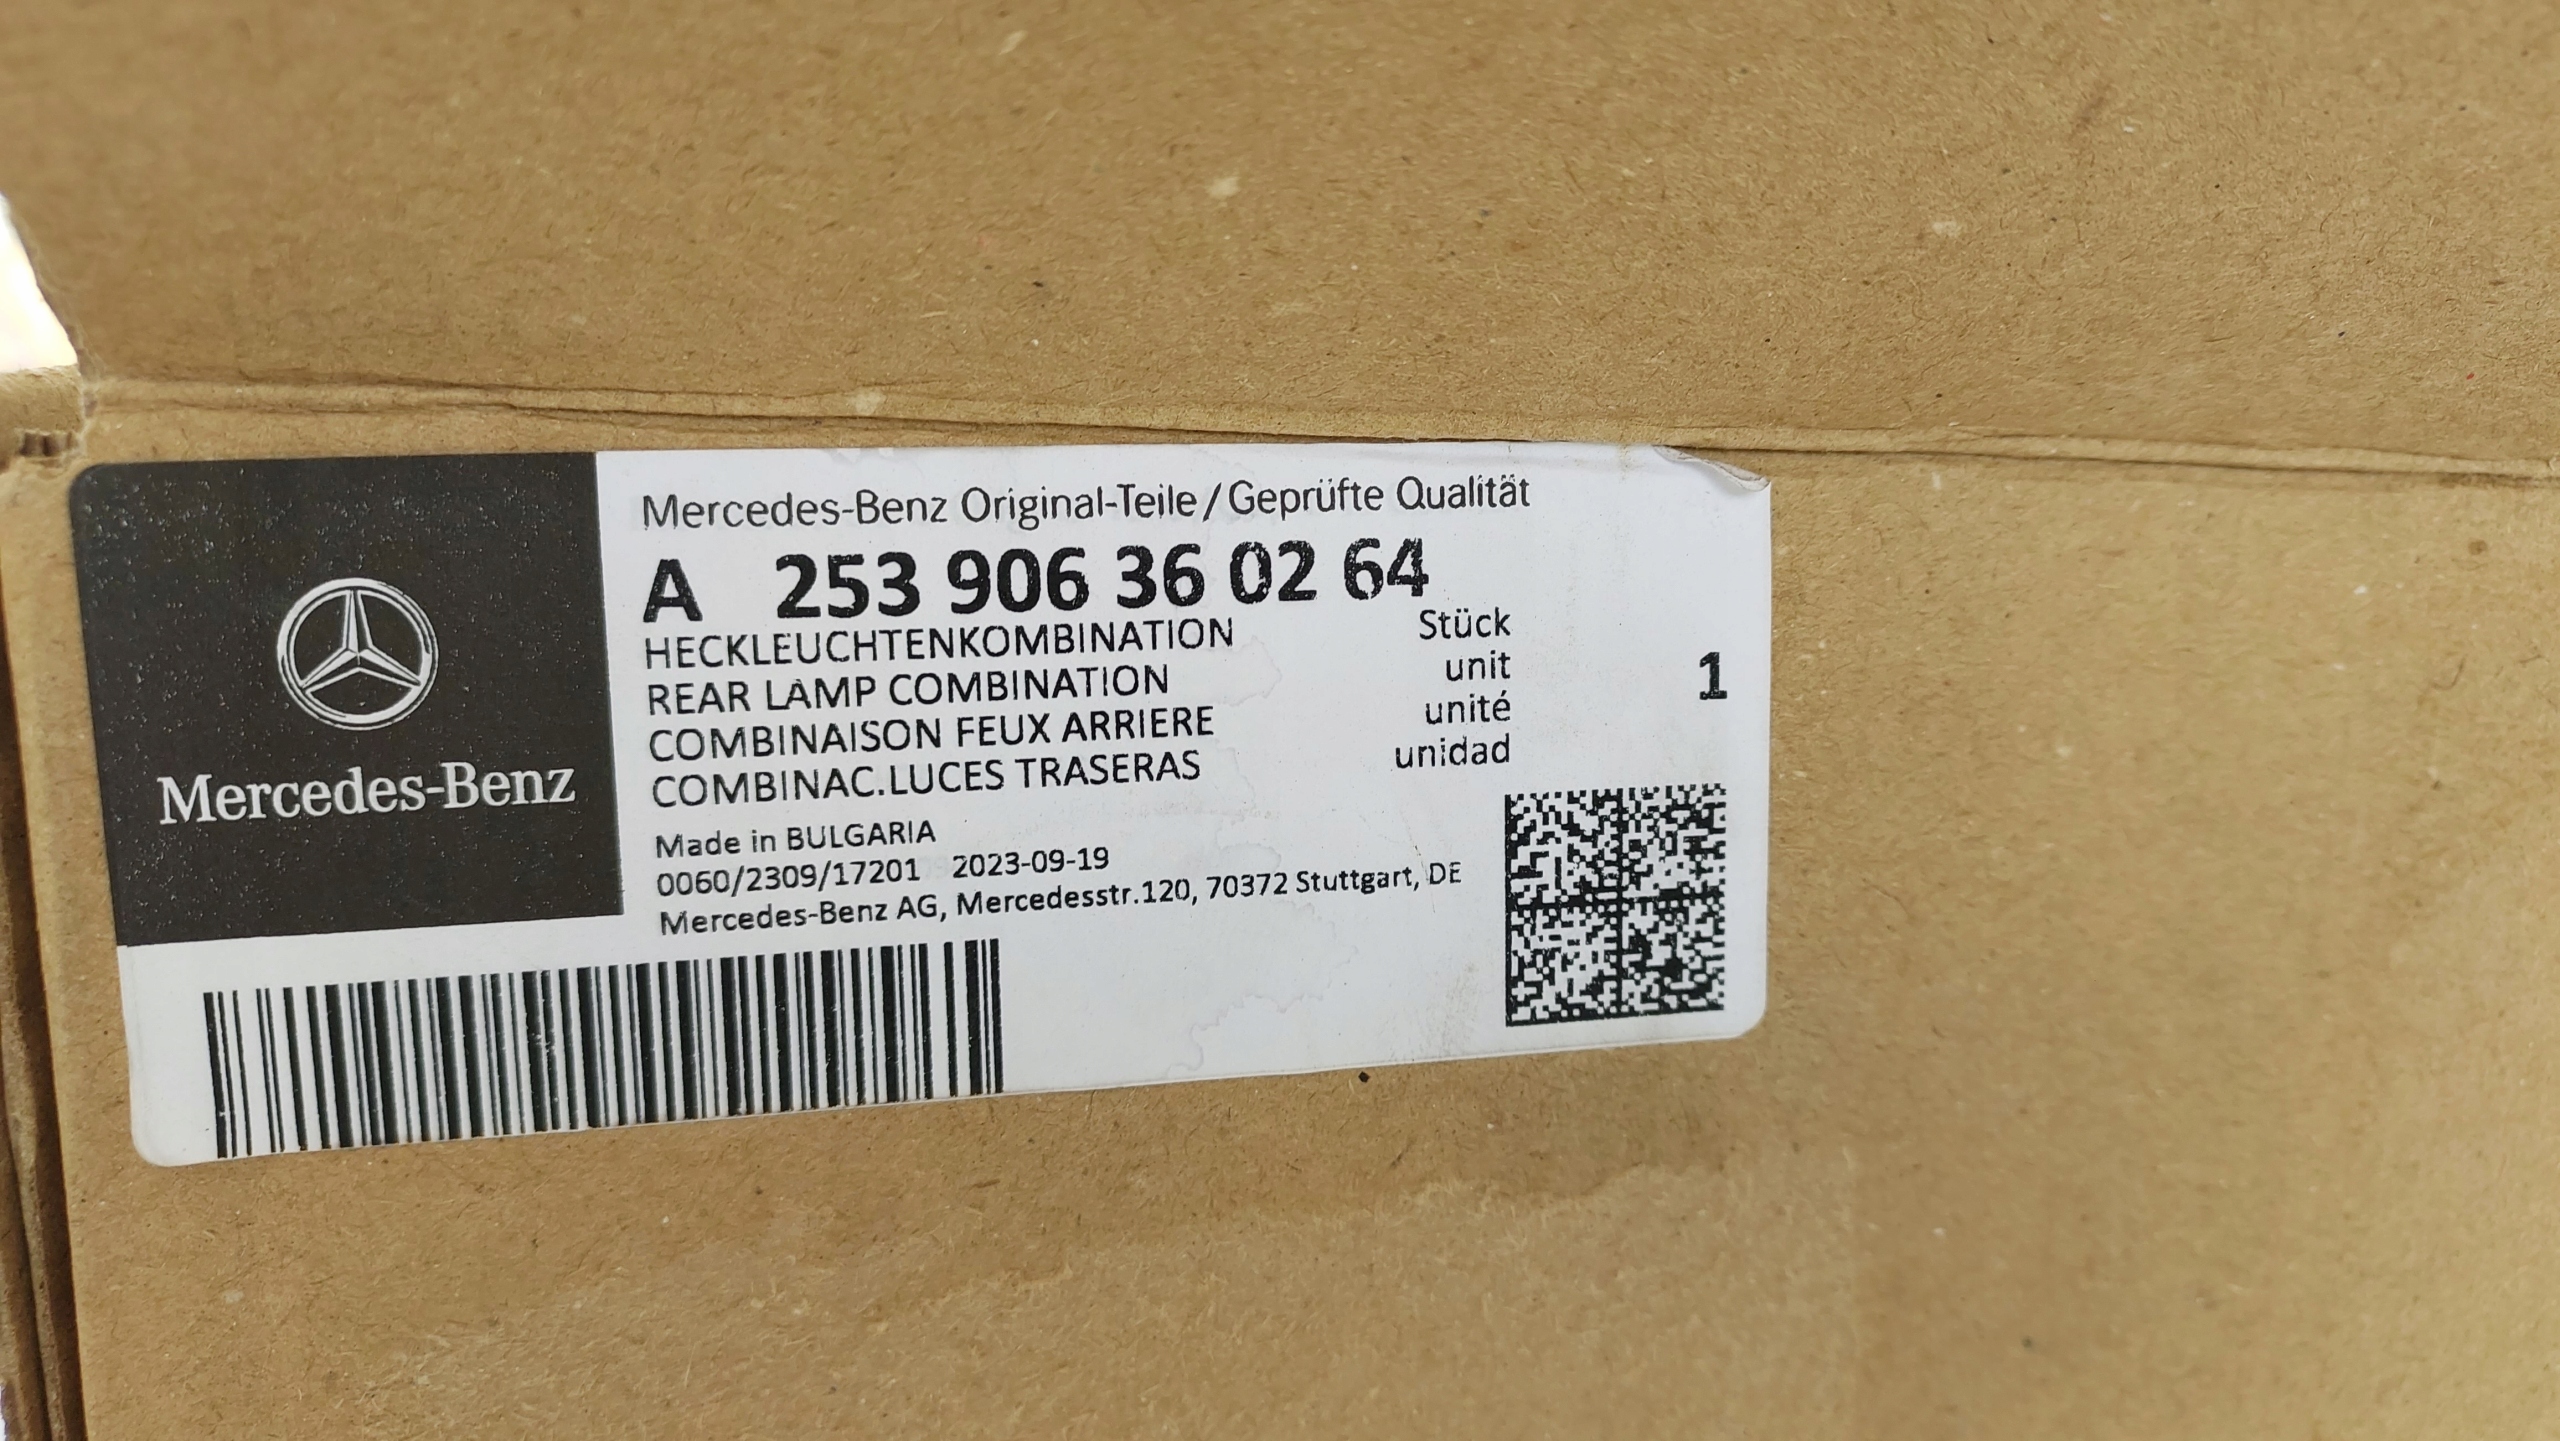 Mercedes-Benz
Mercedes-Benz Original-Teile/Geprüfte Qualität
A 253 906 36 02 64
HECKLEUCHTENKOMBINATION
REAR LAMP COMBINATION
COMBINAISON FEUX ARRIERE
COMBINAC.LUCES TRASERAS
Stück
unit
unité
unidad
1
Made in BULGARIA
0060/2309/17201 2023-09-19
Mercedes-Benz AG, Mercedesstr.120, 70372 Stuttgart, DE